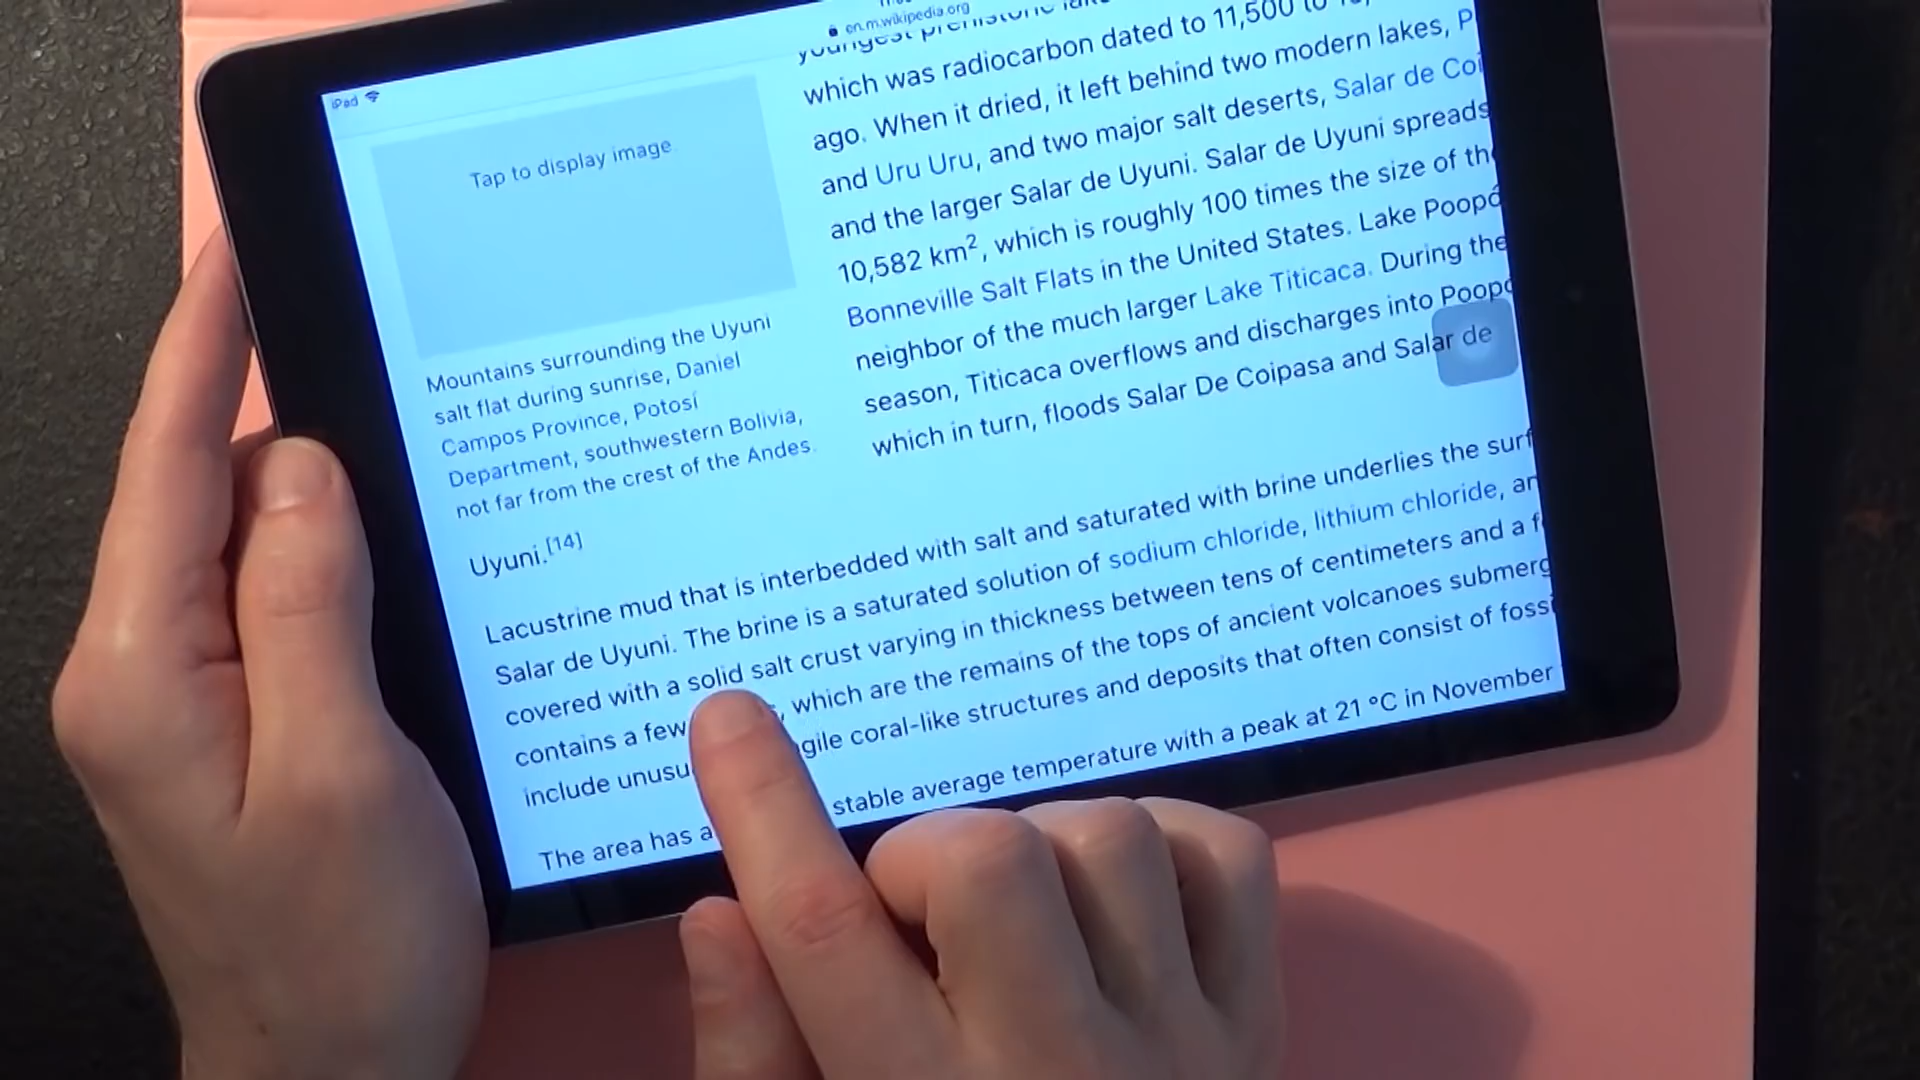 iPad
en.m.wikipedia.org
Tap to display image.
Mountains surrounding the Uyuni
salt flat during sunrise, Daniel
Campos Province, Potosí
Department, southwestern Bolivia,
not far from the crest of the Andes.
youngest prehistoric
which was radiocarbon dated to 11,500 to
ago. When it dried, it left behind two modern lakes, P
and Uru Uru, and two major salt deserts, Salar de Coi
and the larger Salar de Uyuni. Salar de Uyuni spreads
10,582 km², which is roughly 100 times the size of the
Bonneville Salt Flats in the United States. Lake Poopó
neighbor of the much larger Lake Titicaca. During the
season, Titicaca overflows and discharges into Poopó
which in turn, floods Salar De Coipasa and Salar de
Uyuni.[14]
Lacustrine mud that is interbedded with salt and saturated with brine underlies the surf
Salar de Uyuni. The brine is a saturated solution of sodium chloride, lithium chloride, an
covered with a solid salt crust varying in thickness between tens of centimeters and a f
contains a few , which are the remains of the tops of ancient volcanoes submerg
include unusu gile coral-like structures and deposits that often consist of foss
The area has a stable average temperature with a peak at 21 °C in November